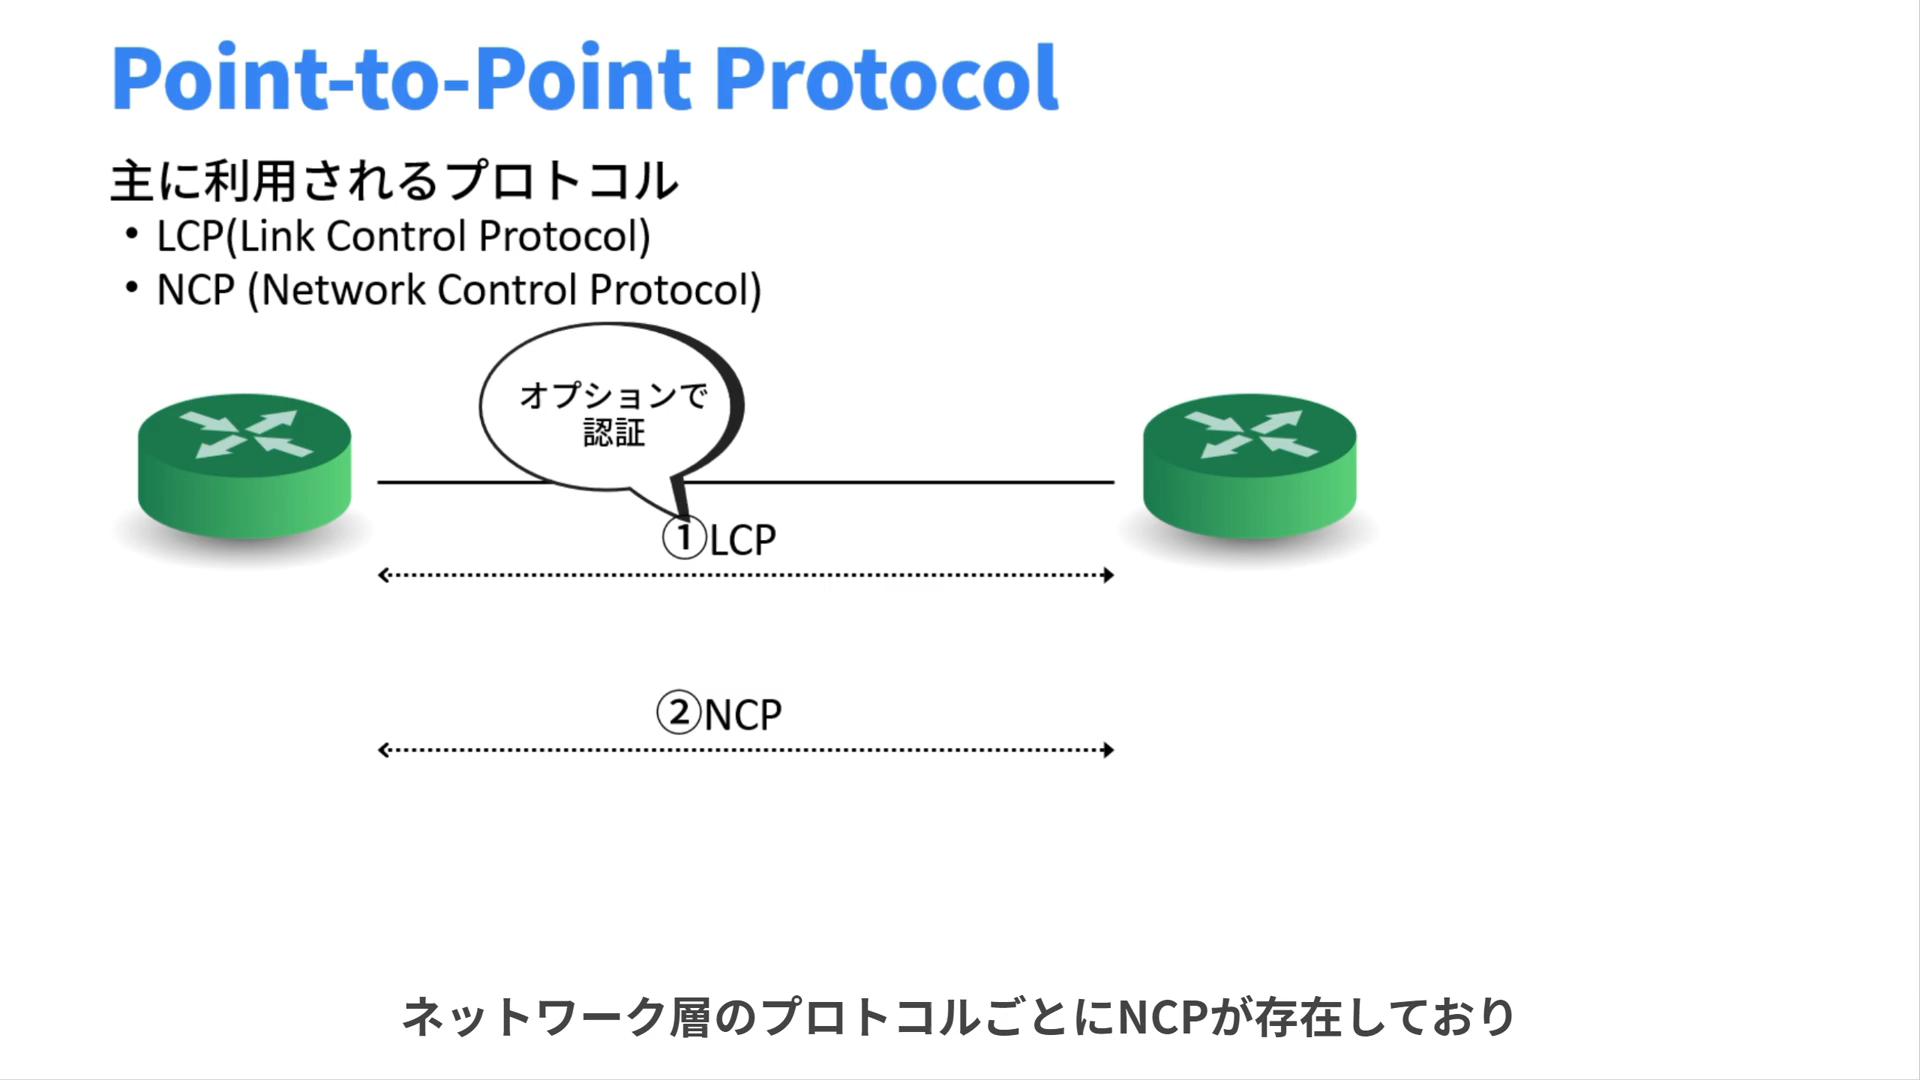 Point-to-Point Protocol
主に利用されるプロトコル
• LCP(Link Control Protocol)
• NCP (Network Control Protocol)
オプションで
認証
①LCP
②NCP
ネットワーク層のプロトコルごとにNCPが存在しており